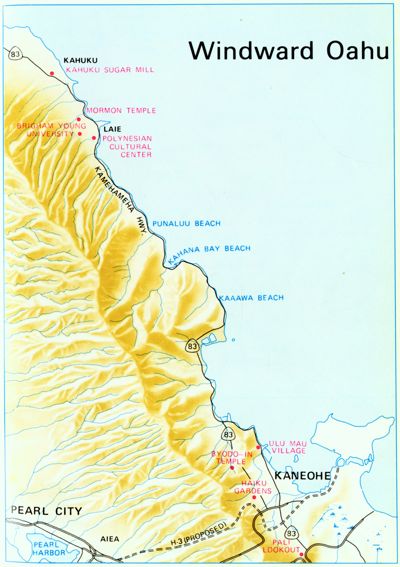 Windward Oahu
83
KAHUKU
KAHUKU SUGAR MILL
MORMON TEMPLE
BRIGHAM YOUNG
UNIVERSITY
LAIE
POLYNESIAN
CULTURAL
CENTER
KAMEHAMEHA HWY.
PUNALUU BEACH
KAHANA BAY BEACH
KAAAWA BEACH
83
83
ULU MAU
VILLAGE
BYODO-IN
TEMPLE
KANEOHE
HAIKU
GARDENS
PEARL CITY
H-3 (PROPOSED)
83
PALI
LOOKOUT
AIEA
PEARL
HARBOR